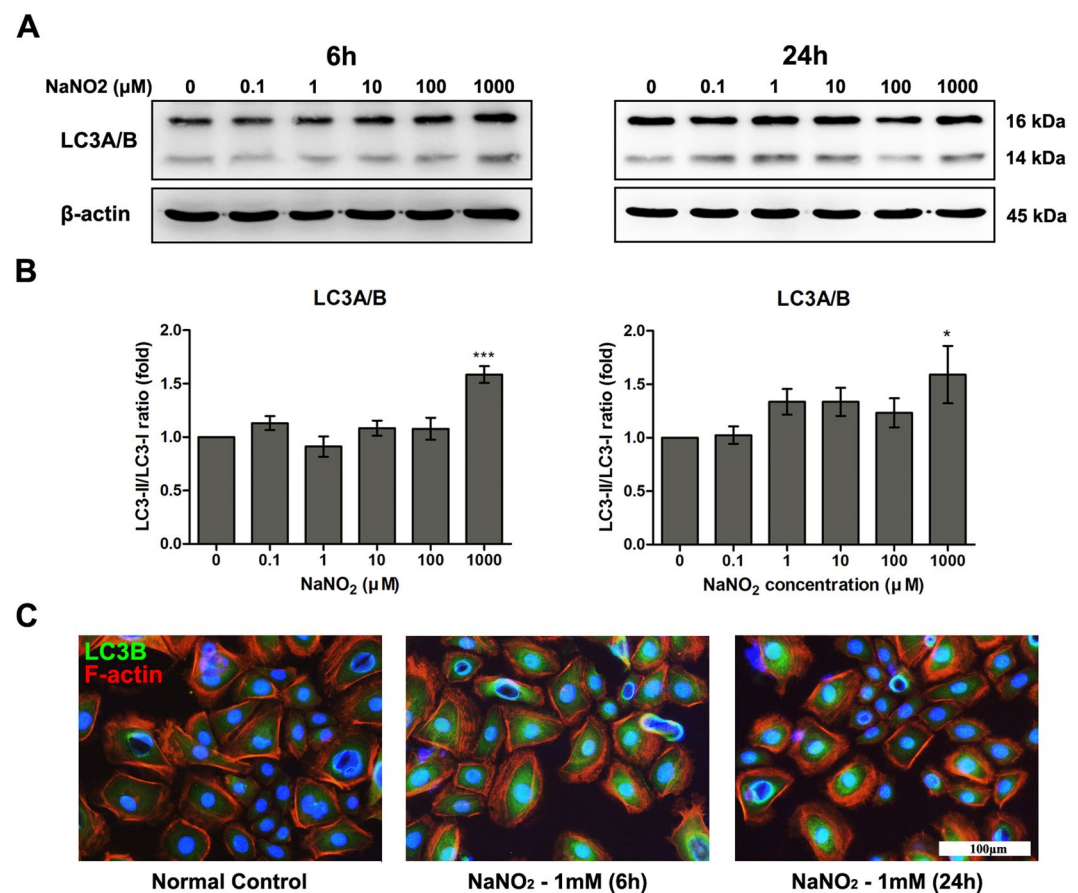 A
6h
24h
NaNO2 (μM) 0 0.1 1 10 100 1000
0 0.1 1 10 100 1000
LC3A/B
16 kDa
14 kDa
β-actin
45 kDa
B
LC3A/B
LC3-II/LC3-I ratio (fold)
2.0
1.5
1.0
0.5
0.0
***
0 0.1 1 10 100 1000
NaNO₂ (μM)
LC3A/B
LC3-II/LC3-I ratio (fold)
2.0
1.5
1.0
0.5
0.0
*
0 0.1 1 10 100 1000
NaNO₂ concentration (μM)
C
LC3B
F-actin
100μm
Normal Control
NaNO₂ - 1mM (6h)
NaNO₂ - 1mM (24h)